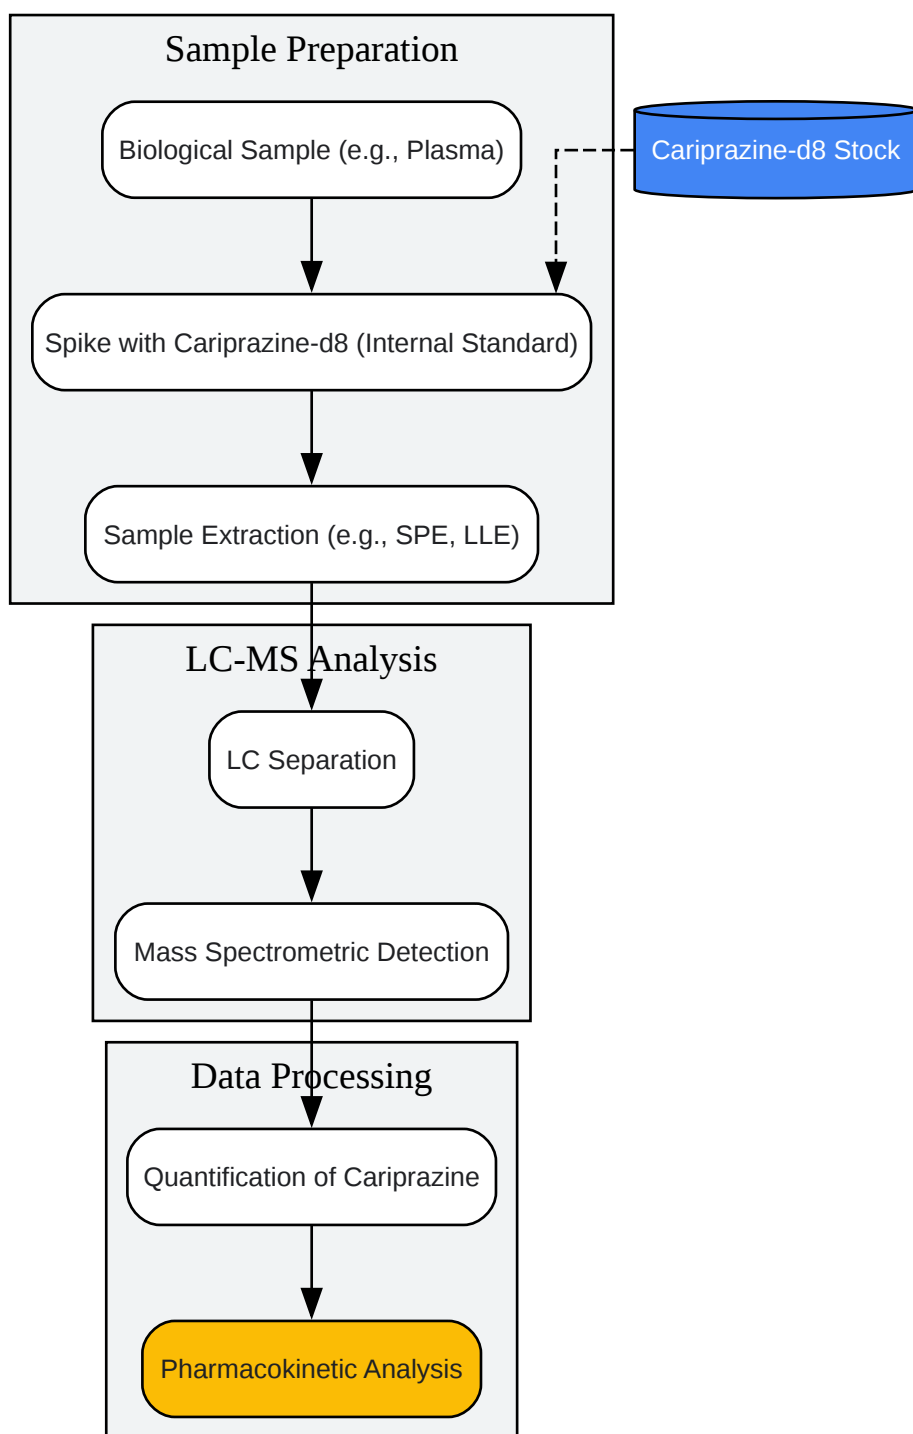 Sample Preparation
Biological Sample (e.g., Plasma)
Cariprazine-d8 Stock
Spike with Cariprazine-d8 (Internal Standard)
Sample Extraction (e.g., SPE, LLE)
LC-MS Analysis
LC Separation
Mass Spectrometric Detection
Data Processing
Quantification of Cariprazine
Pharmacokinetic Analysis